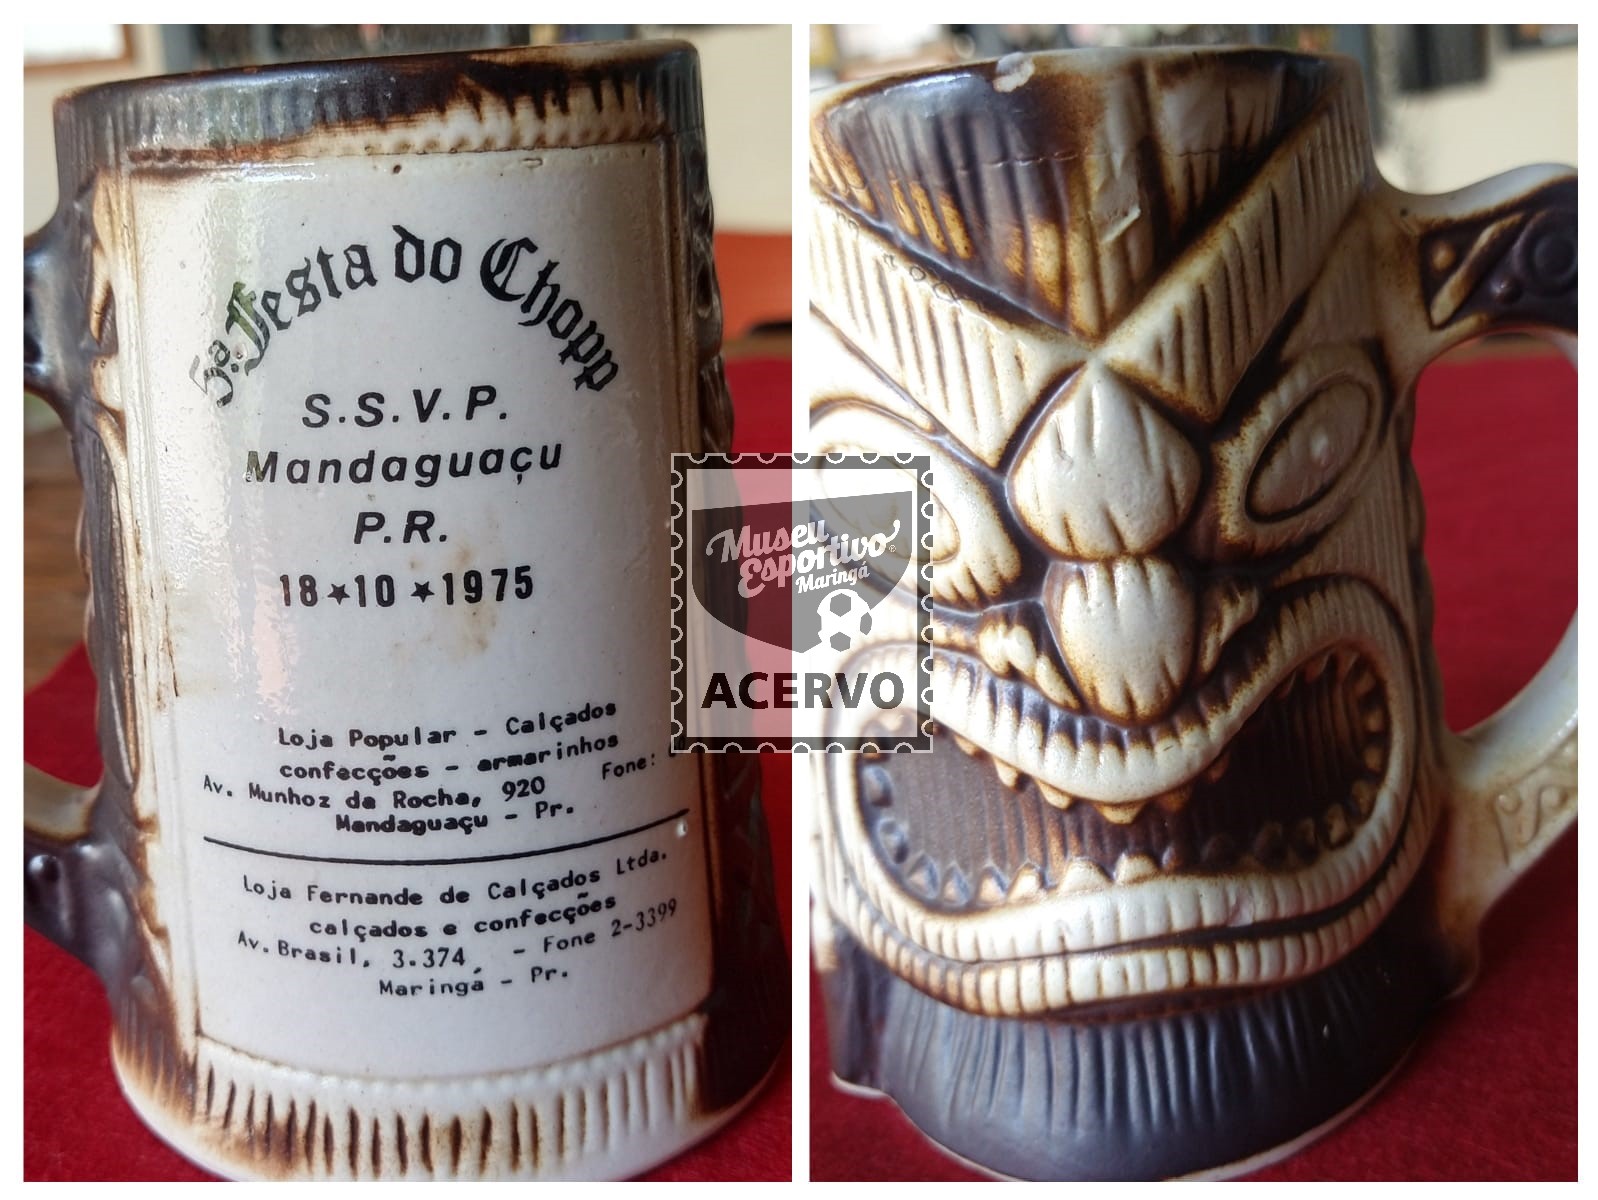 5ª. Festa do Chopp
S.S.V.P.
Mandaguaçu
P.R.
18★10★1975
Loja Popular - Calçados
confecções - armarinhos
Av. Munhoz da Rocha, 920 Fone:
Mandaguaçu - Pr.
Loja Fernande de Calçados Ltda.
calçados e confecções
Av. Brasil, 3.374 - Fone 2-3399
Maringá - Pr.
Museu
Esportivo®
Maringá
ACERVO